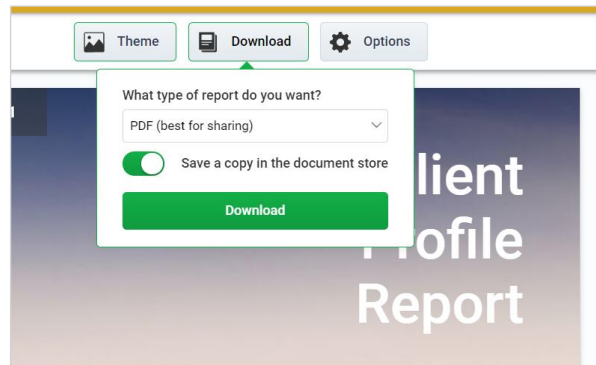 Theme
Download
Options
What type of report do you want?
PDF (best for sharing)
Save a copy in the document store
Download
lient
rofile
Report